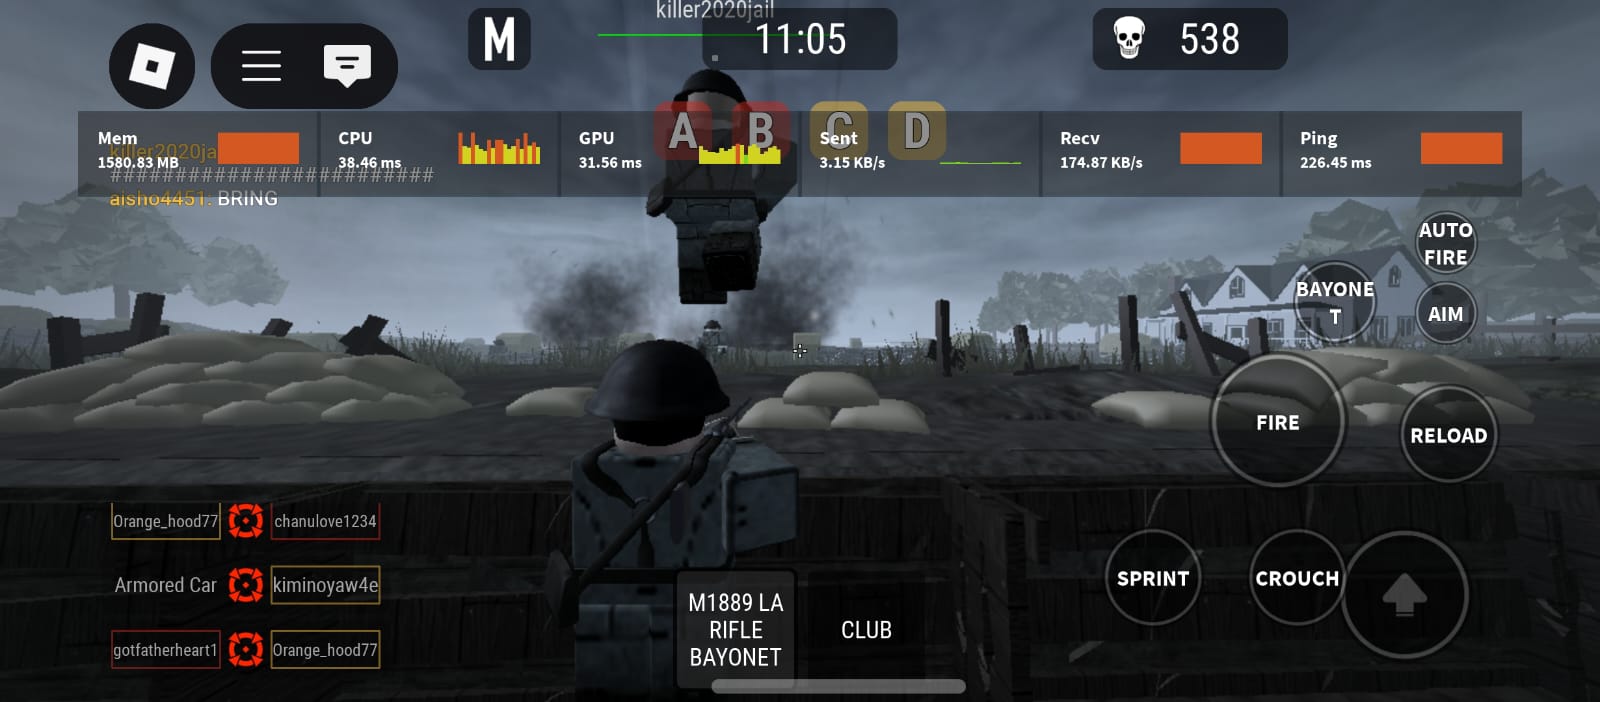 killer2020jail
M
11:05
538
A
B
C
D
Mem
1580.83 MB
CPU
38.46 ms
GPU
31.56 ms
Sent
3.15 KB/s
Recv
174.87 KB/s
Ping
226.45 ms
killer2020ja
#########################
aisho4451: BRING
AUTO
FIRE
BAYONE
T
AIM
FIRE
RELOAD
Orange_hood77
chanulove1234
Armored Car
kiminoyaw4e
gotfatherheart1
Orange_hood77
SPRINT
CROUCH
M1889 LA
RIFLE
BAYONET
CLUB